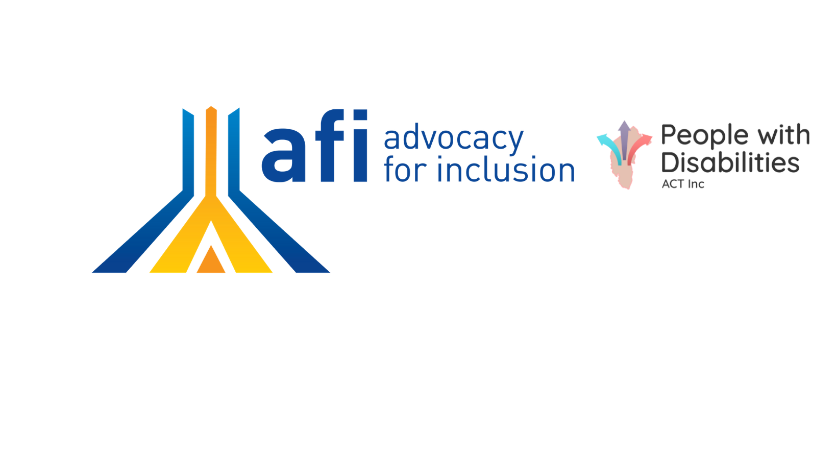 afi
advocacy
for inclusion
People with
Disabilities
ACT Inc